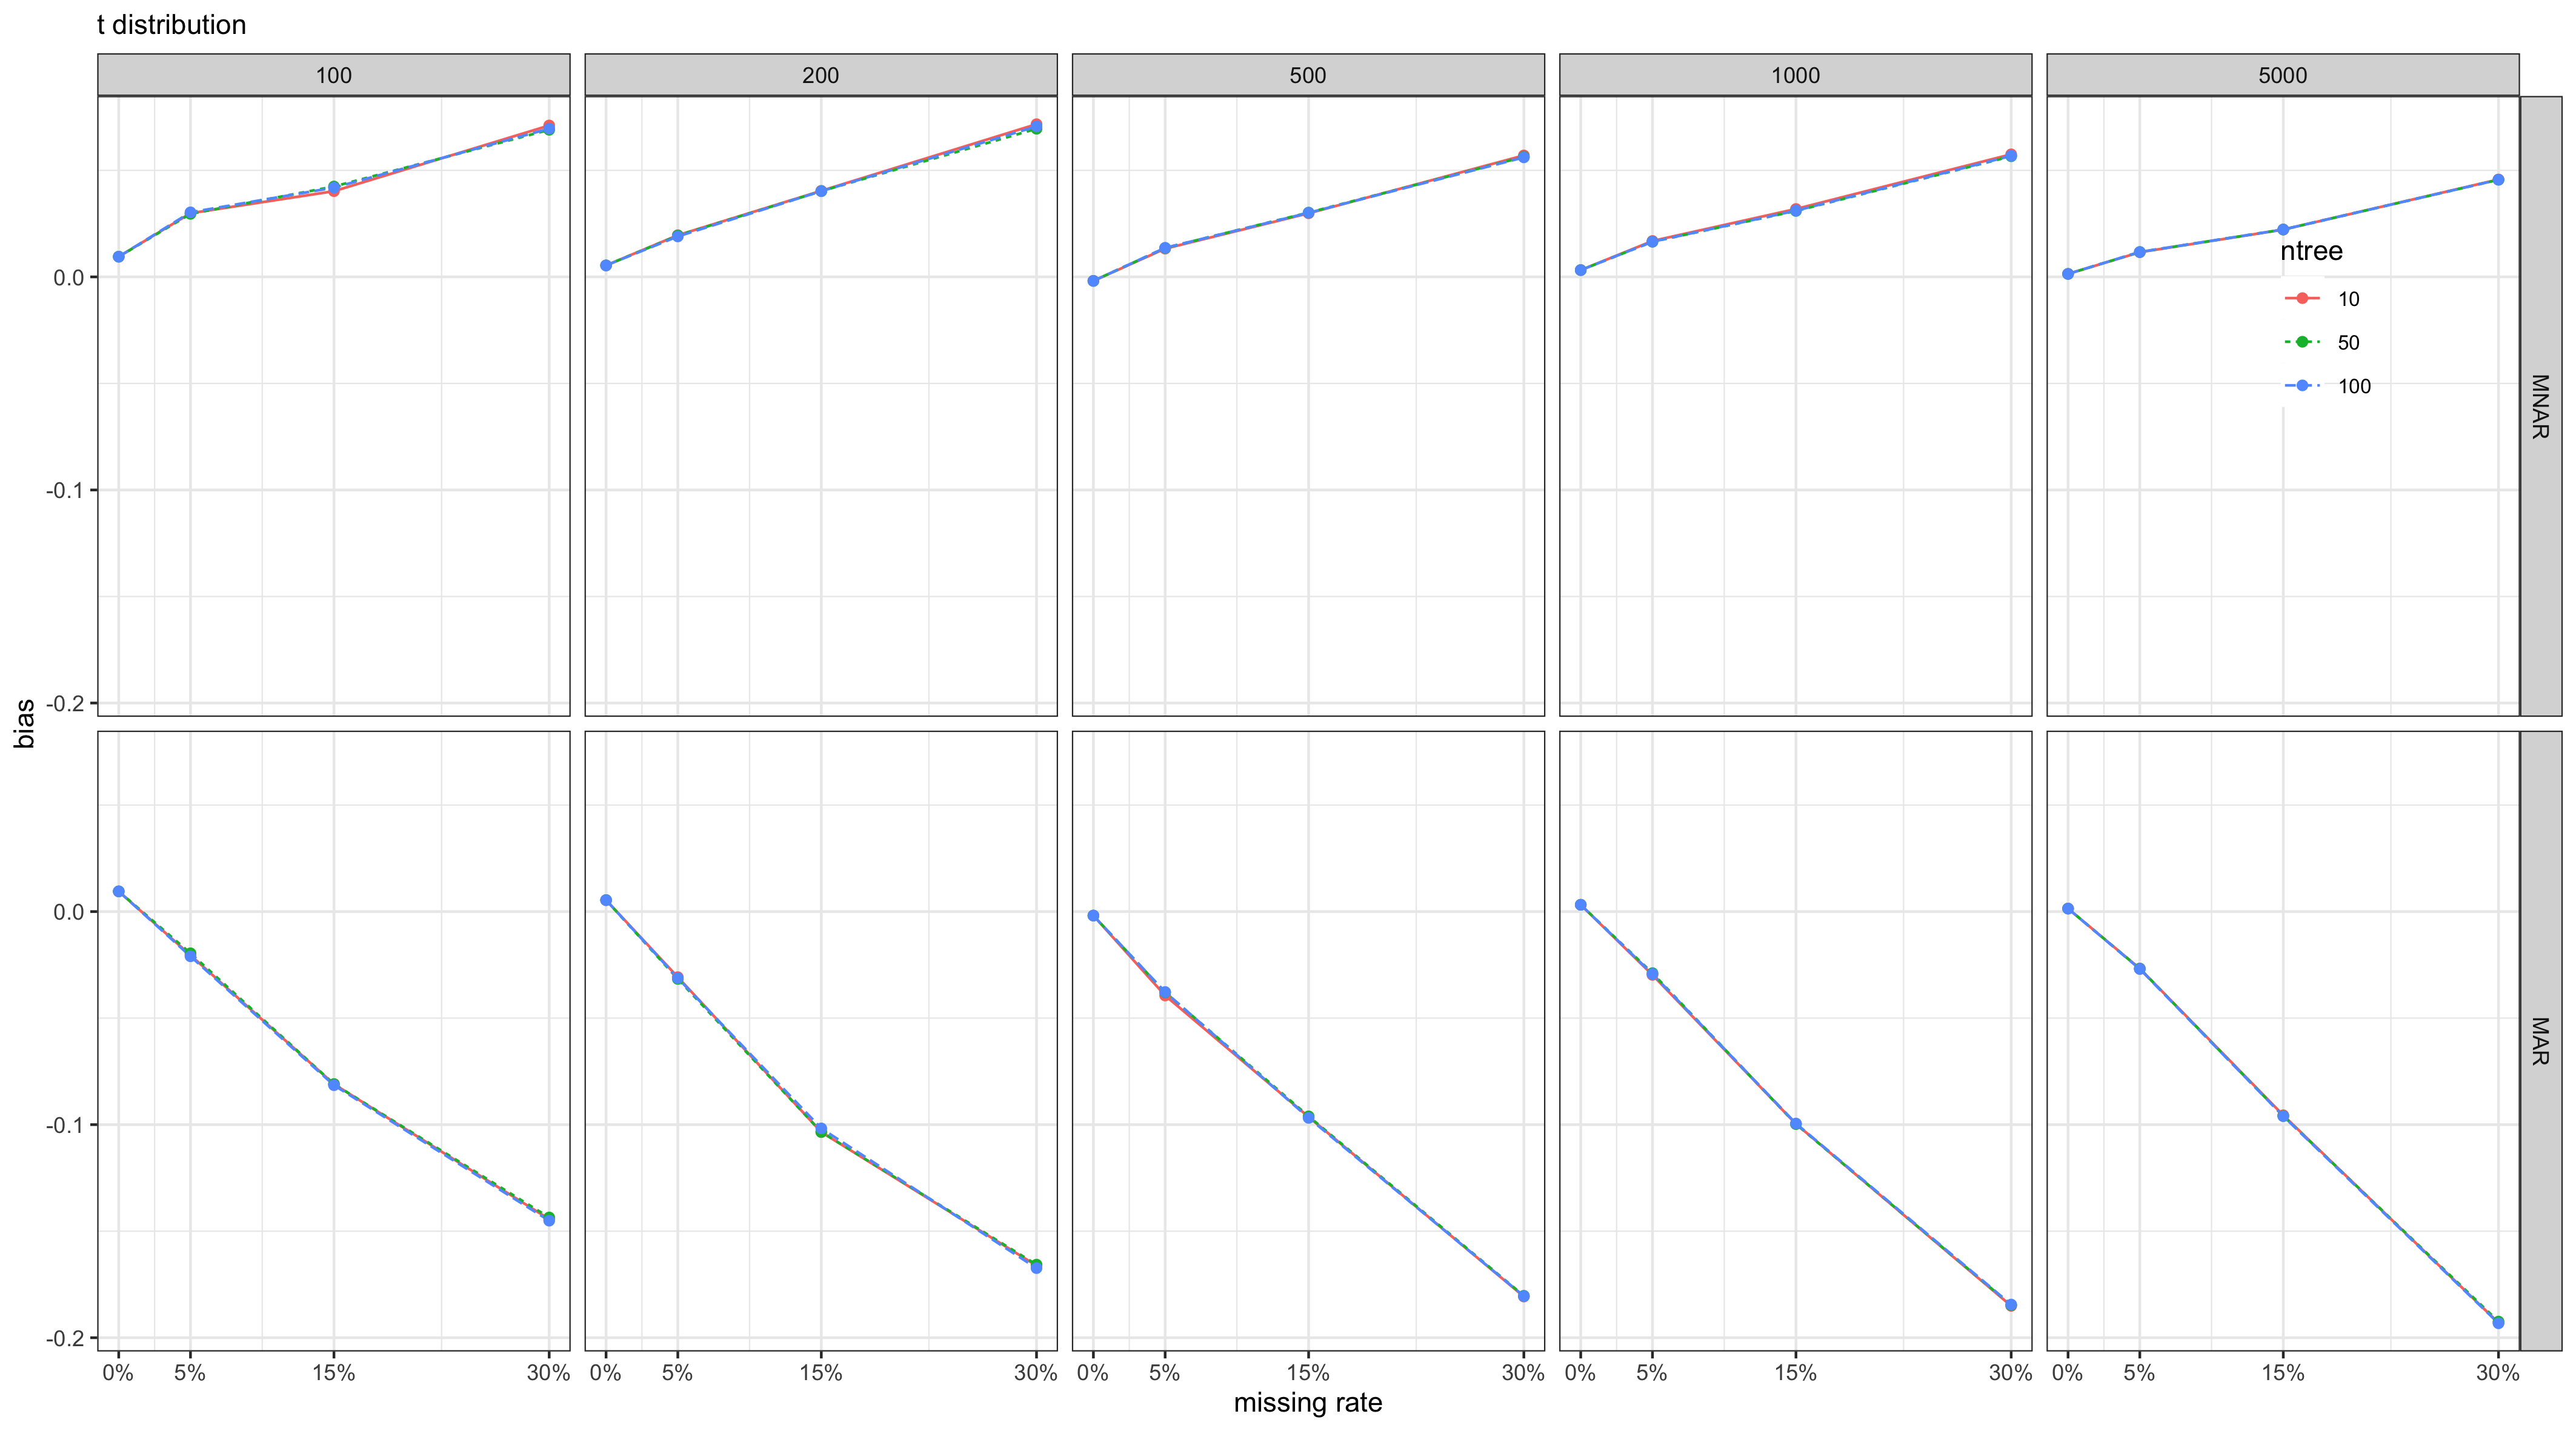 t distribution
100 200 500 1000 5000
0.0
-0.1
-0.2
MNAR
ntree
10
50
100
bias
0.0
-0.1
-0.2
MAR
0% 5% 15% 30% 0% 5% 15% 30% 0% 5% 15% 30% 0% 5% 15% 30% 0% 5% 15% 30%
missing rate